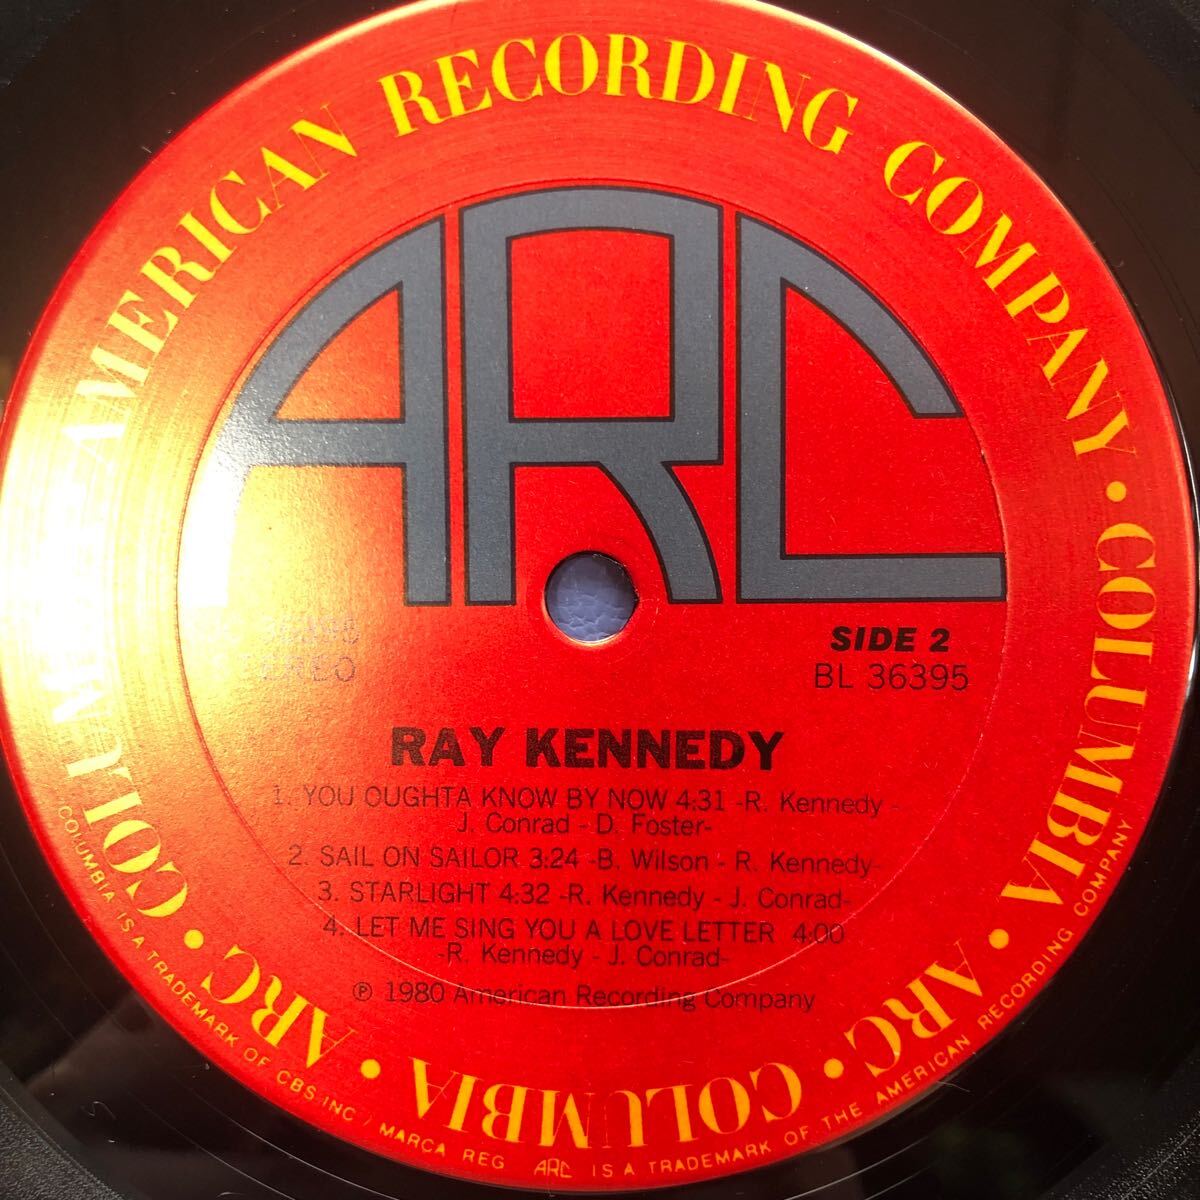 AMERICAN RECORDING COMPANY • COLUMBIA • ARC • COLUMBIA • ARC • COLUM
ARC
SIDE 2
STEREO
BL 36395
RAY KENNEDY
1. YOU OUGHTA KNOW BY NOW 4:31 -R. Kennedy -
J. Conrad - D. Foster-
2. SAIL ON SAILOR 3:24 -B. Wilson - R. Kennedy-
3. STARLIGHT 4:32 -R. Kennedy - J. Conrad-
4. LET ME SING YOU A LOVE LETTER 4:00
-R. Kennedy - J. Conrad-
℗ 1980 American Recording Company
COLUMBIA IS A TRADEMARK OF CBS, INC / MARCA REG ARC IS A TRADEMARK OF THE AMERICAN RECORDING COMPANY